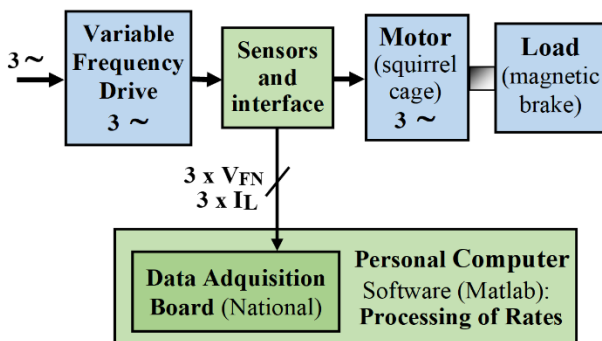 3 ~
Variable
Frequency
Drive
3 ~
Sensors
and
interface
Motor
(squirrel
cage)
3 ~
Load
(magnetic
brake)
3 x VFN
3 x IL
Data Adquisition
Board (National)
Personal Computer
Software (Matlab):
Processing of Rates